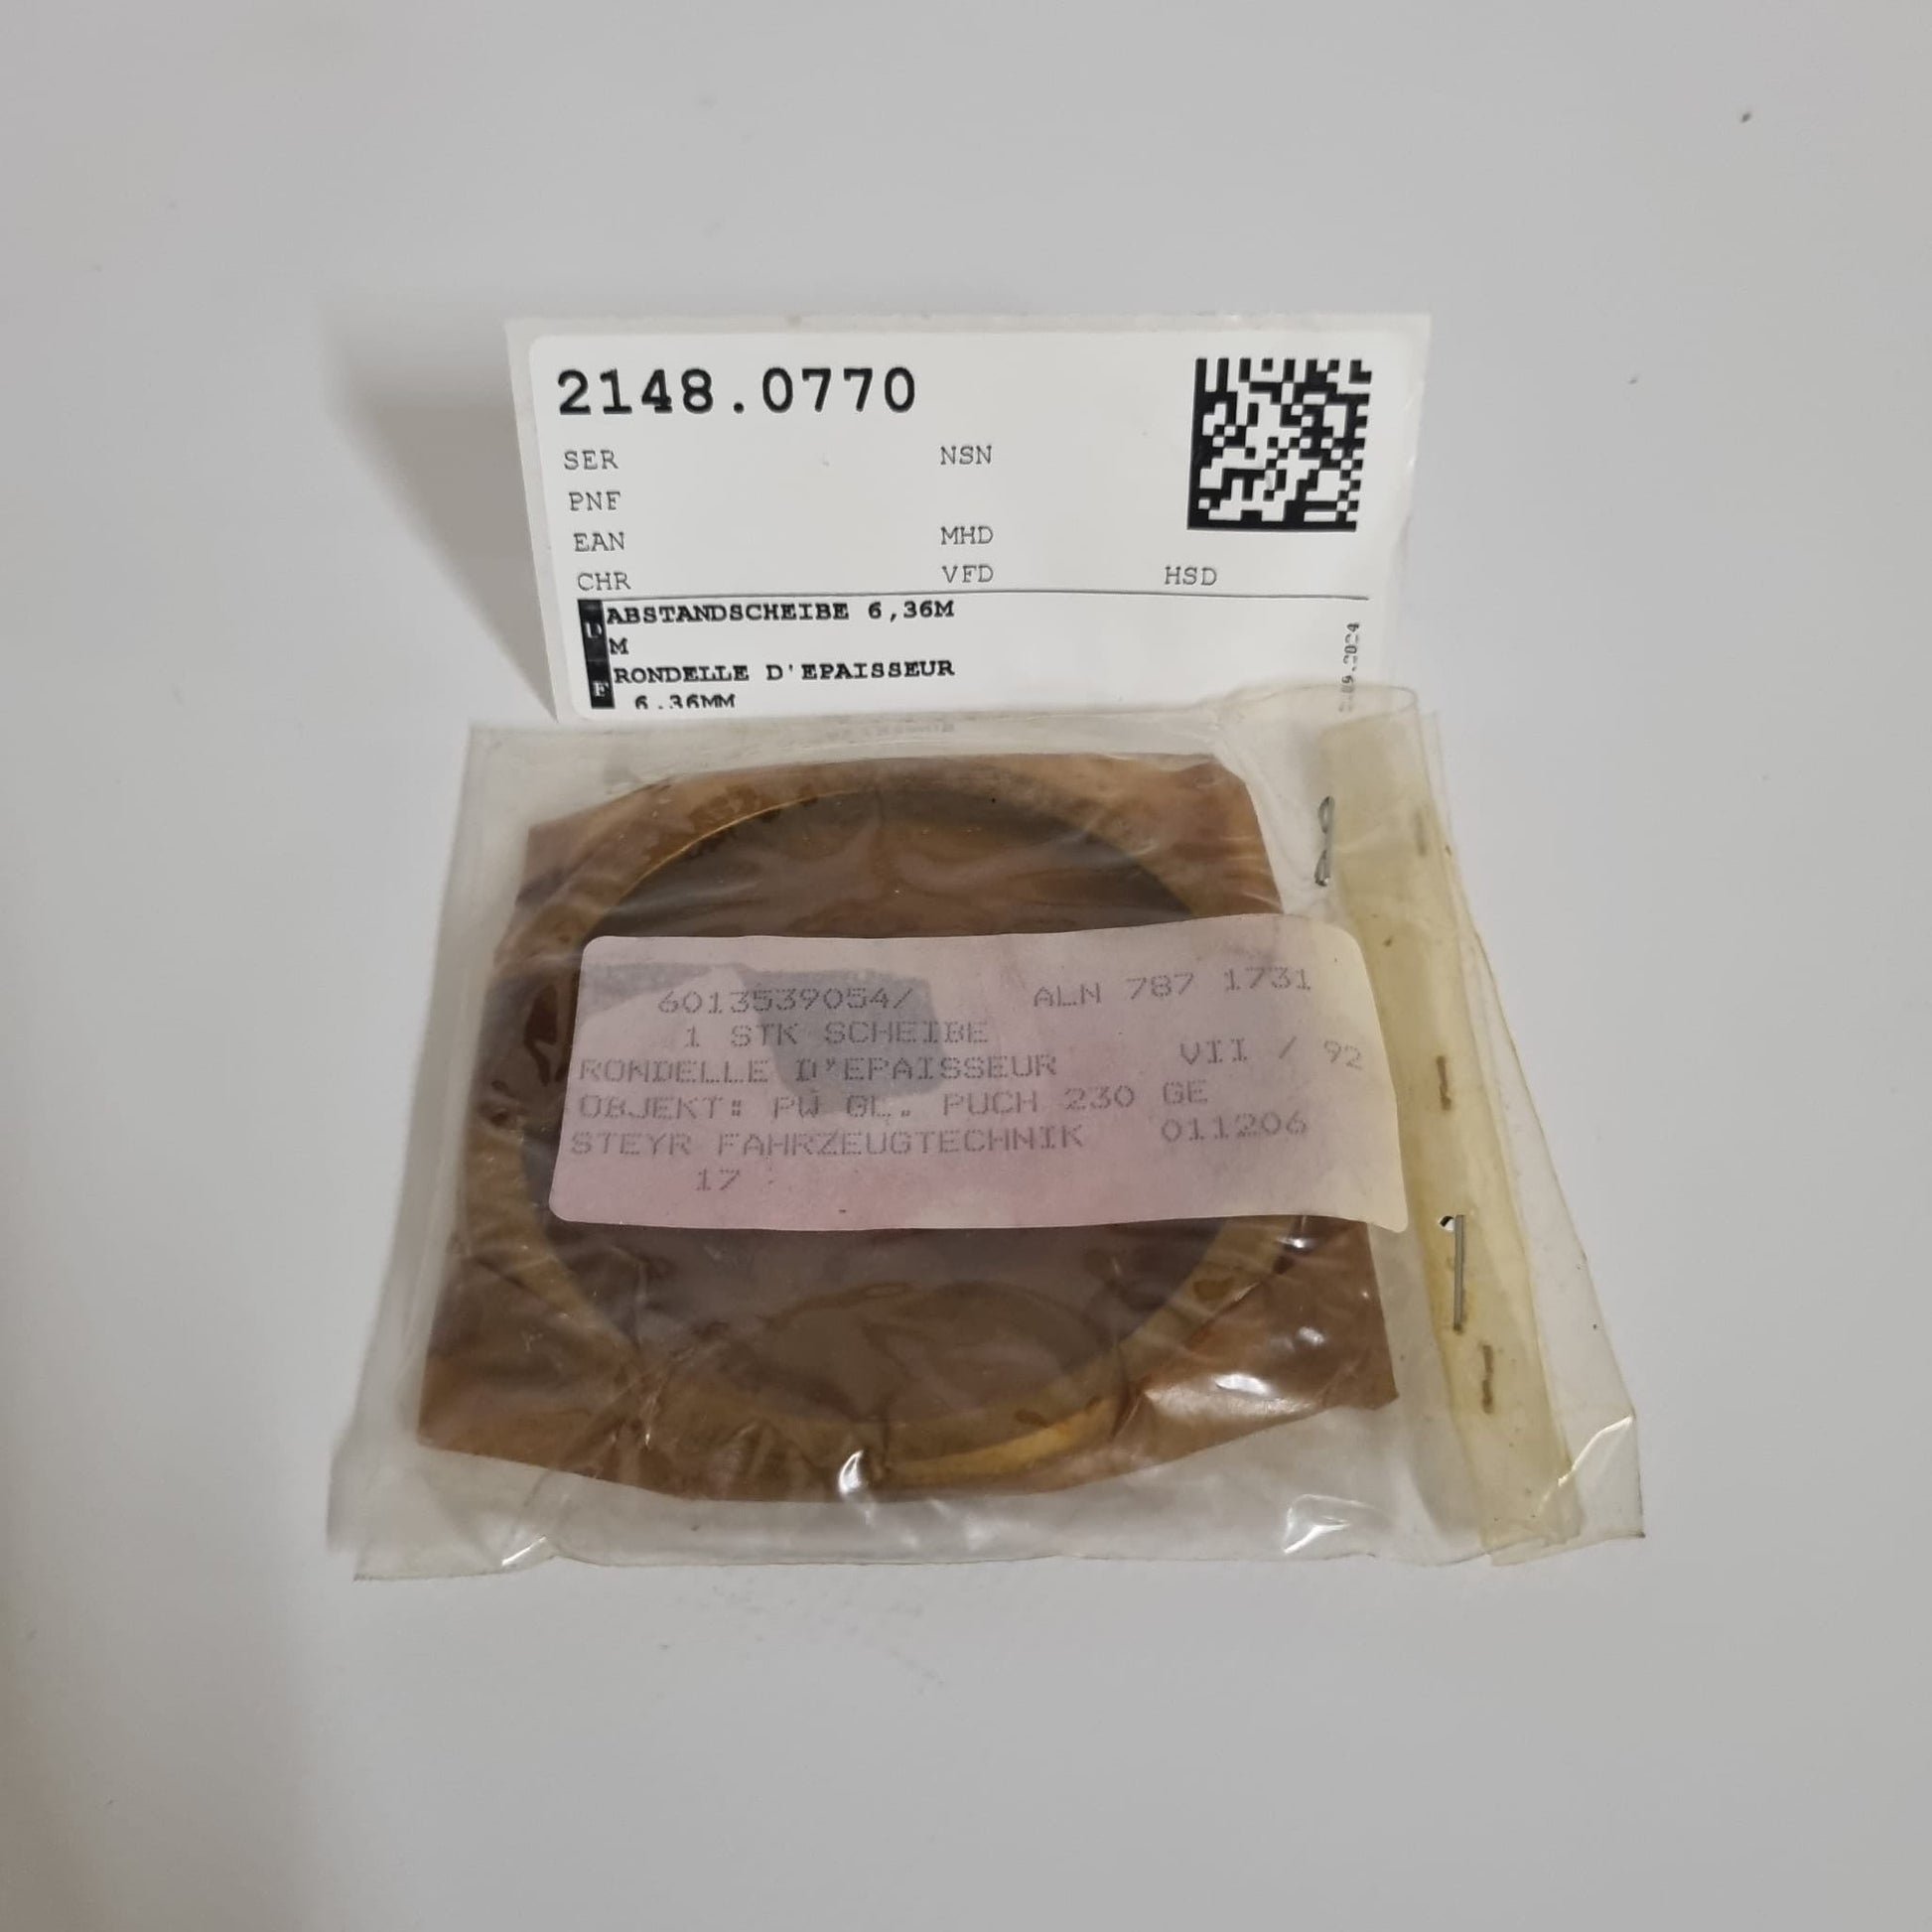 2148.0770
SER NSN
PNF
EAN MHD
CHR VFD HSD
D ABSTANDSCHEIBE 6,36M
M
F RONDELLE D'EPAISSEUR
6.36MM
6013539054/ ALN 787 1731
1 STK SCHEIBE
RONDELLE D'EPAISSEUR VII / 92
OBJEKT: PW GL. PUCH 230 GE
STEYR FAHRZEUGTECHNIK 011206
17